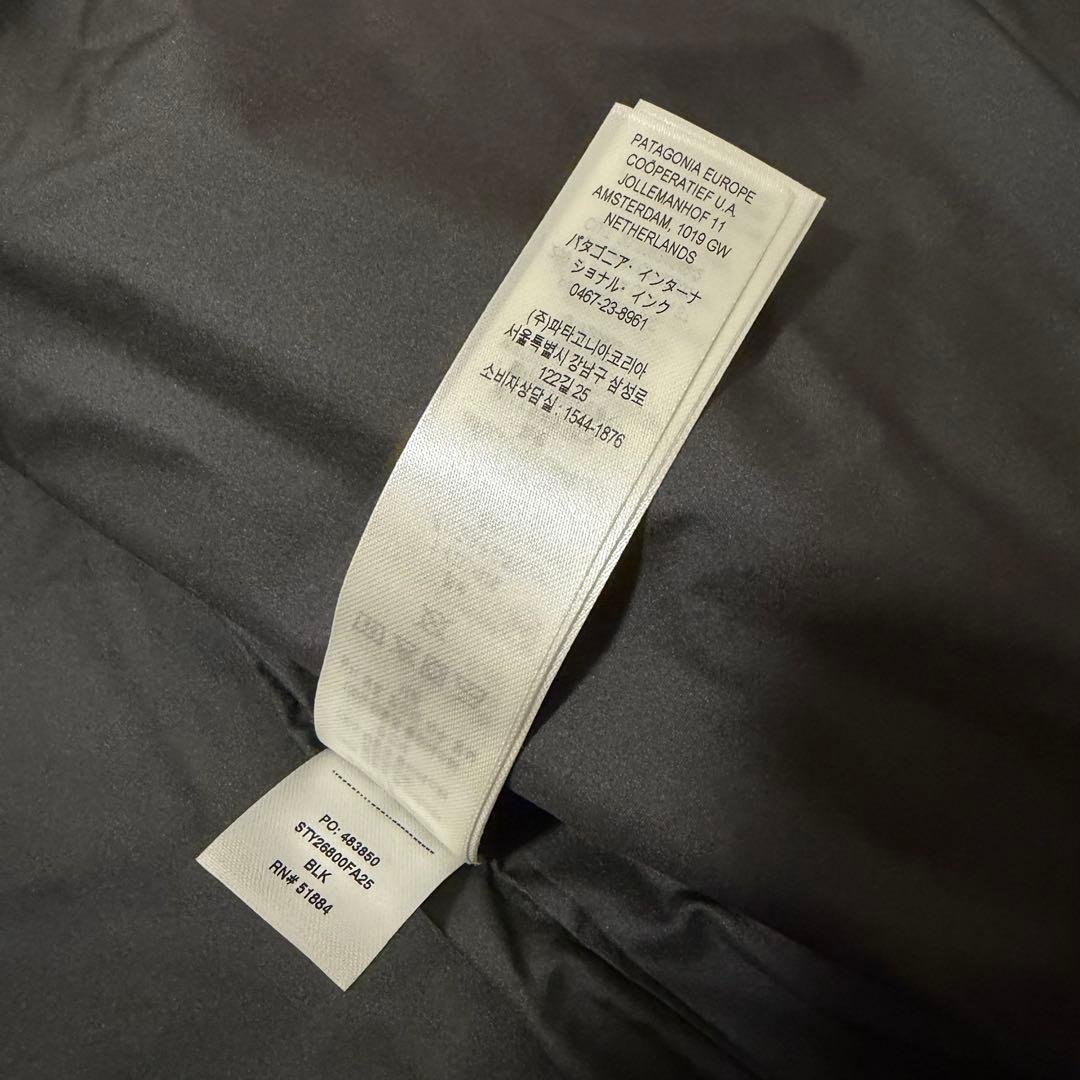 PATAGONIA EUROPE
COÖPERATIEF U.A.
JOLLEMANHOF 11
AMSTERDAM, 1019 GW
NETHERLANDS
パタゴニア・インターナ
ショナル・インク
0467-23-8961
(주)파타고니아코리아
서울특별시 강남구 삼성로
122길 25
소비자상담실 : 1544-1876
PO: 483850
STY26800FA25
BLK
RN# 51884